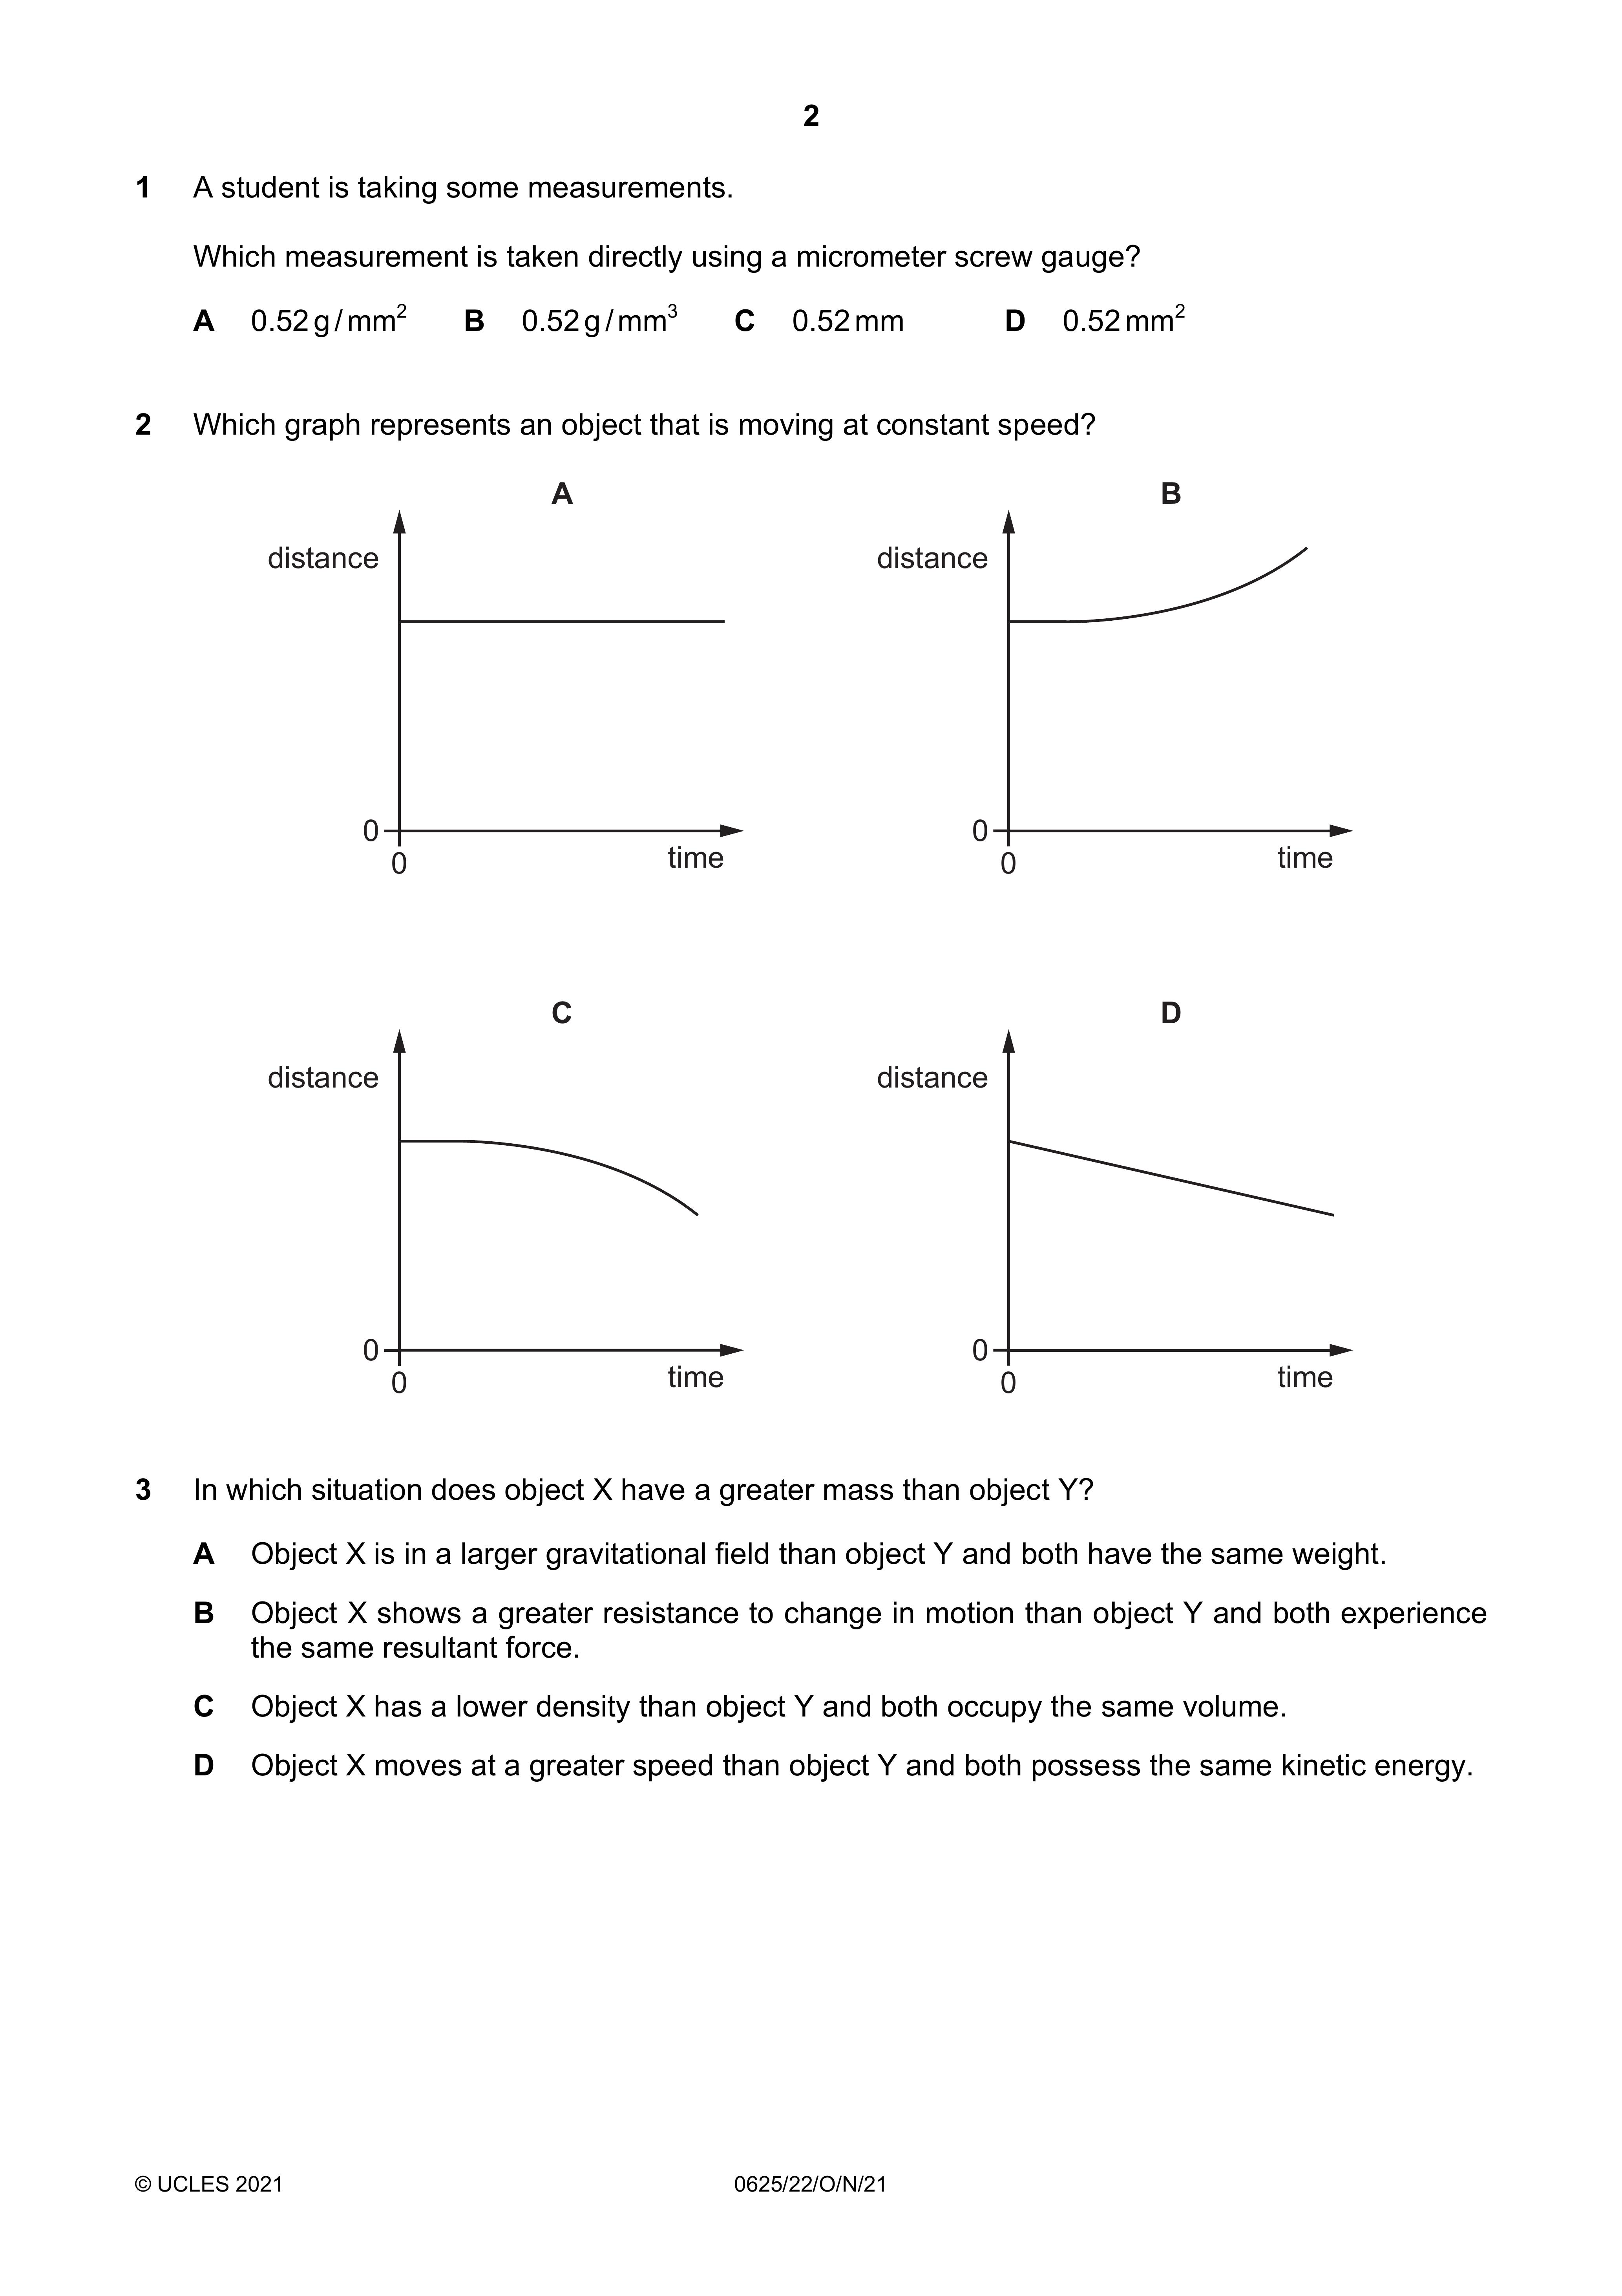 2
1 A student is taking some measurements.
Which measurement is taken directly using a micrometer screw gauge?
A 0.52 g / mm² B 0.52 g / mm³ C 0.52 mm D 0.52 mm²
2 Which graph represents an object that is moving at constant speed?
A
distance
0
0
time
B
distance
0
0
time
C
distance
0
0
time
D
distance
0
0
time
3 In which situation does object X have a greater mass than object Y?
A Object X is in a larger gravitational field than object Y and both have the same weight.
B Object X shows a greater resistance to change in motion than object Y and both experience
the same resultant force.
C Object X has a lower density than object Y and both occupy the same volume.
D Object X moves at a greater speed than object Y and both possess the same kinetic energy.
© UCLES 2021 0625/22/O/N/21